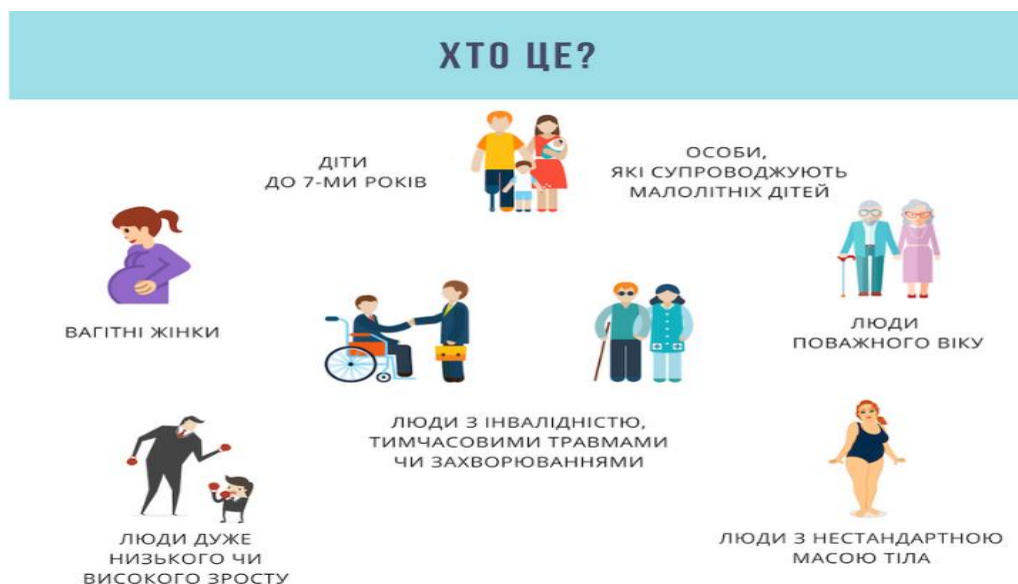 ХТО ЦЕ?
ДІТИ
ДО 7-МИ РОКІВ
ОСОБИ,
ЯКІ СУПРОВОДЖУЮТЬ
МАЛОЛІТНІХ ДІТЕЙ
ВАГІТНІ ЖІНКИ
ЛЮДИ
ПОВАЖНОГО ВІКУ
ЛЮДИ З ІНВАЛІДНІСТЮ,
ТИМЧАСОВИМИ ТРАВМАМИ
ЧИ ЗАХВОРЮВАННЯМИ
ЛЮДИ ДУЖЕ
НИЗЬКОГО ЧИ
ВИСОКОГО ЗРОСТУ
ЛЮДИ З НЕСТАНДАРТНОЮ
МАСОЮ ТІЛА